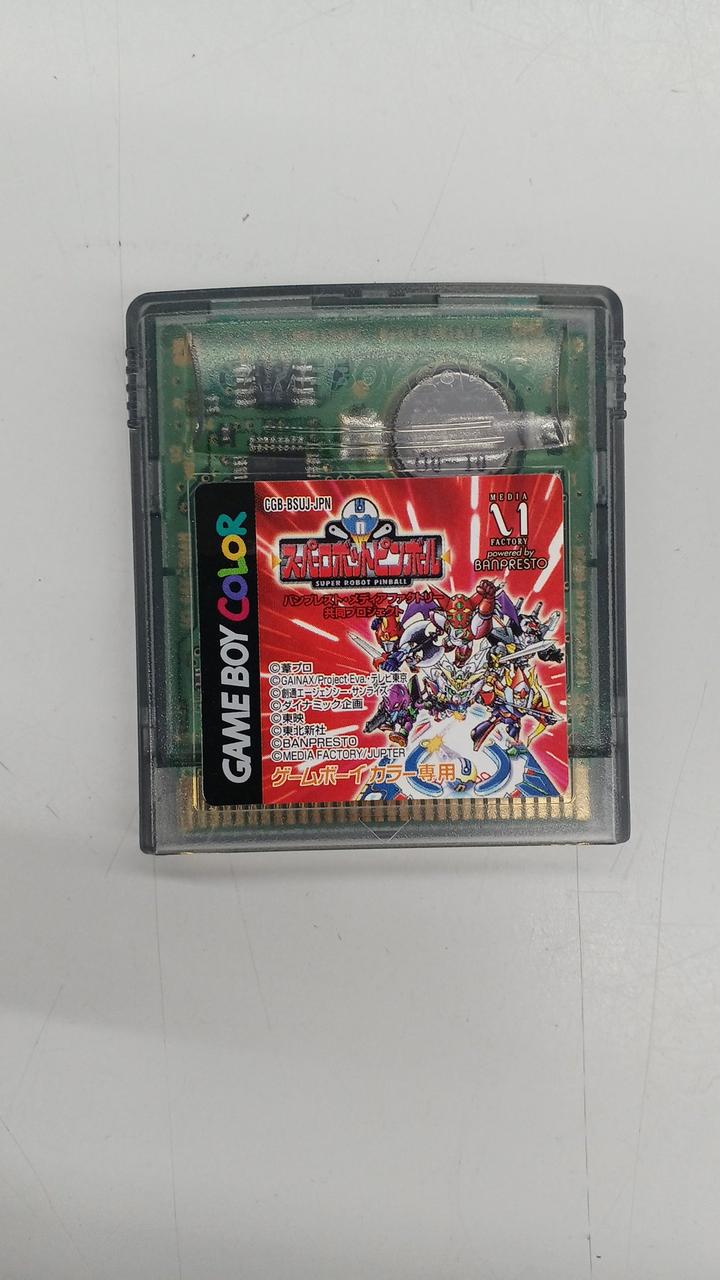 CGB-BSUJ-JPN
MEDIA
FACTORY
powered by
BANPRESTO
スーパーロボットピンボール
SUPER ROBOT PINBALL
バンプレスト・メディアファクトリー
共同プロジェクト
©葦プロ
©GAINAX/Project Eva.・テレビ東京
©創通エージェンシー・サンライズ
©ダイナミック企画
©東映
©東北新社
©BANPRESTO
©MEDIA FACTORY/JUPITER
ゲームボーイカラー専用
GAME BOY COLOR